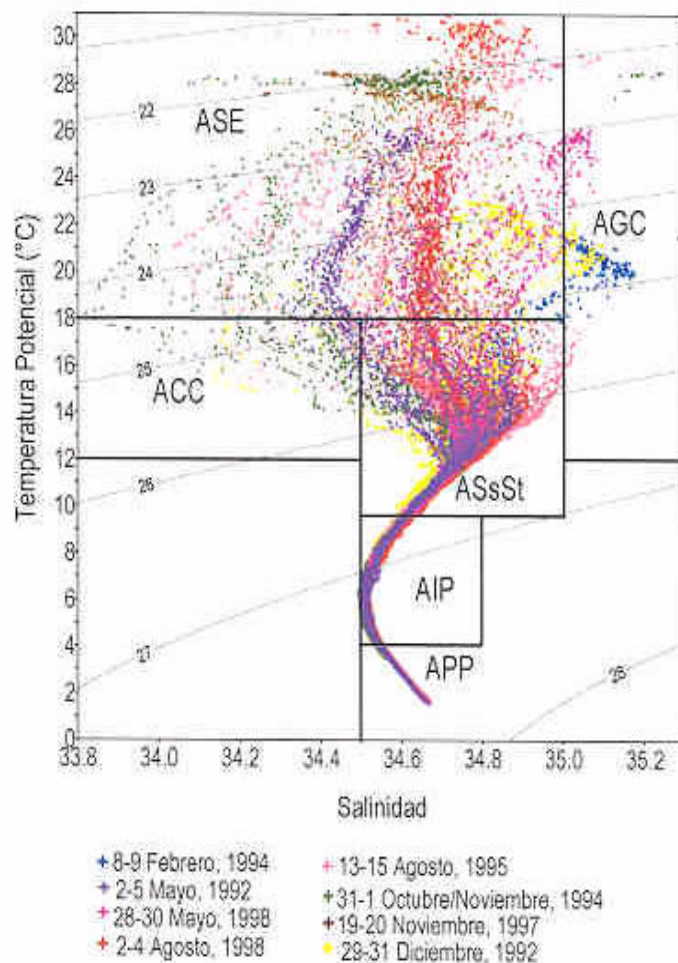 30
28
26
24
22
20
18
16
14
12
10
8
6
4
2
0
Temperatura Potencial (°C)
22
ASE
23
24
AGC
25
ACC
26
ASsSt
AIP
27
APP
33.8 34.0 34.2 34.4 34.6 34.8 35.0 35.2
Salinidad
8-9 Febrero, 1994
2-5 Mayo, 1992
28-30 Mayo, 1998
2-4 Agosto, 1998
13-15 Agosto, 1995
31-1 Octubre/Noviembre, 1994
19-20 Noviembre, 1997
29-31 Diciembre, 1992